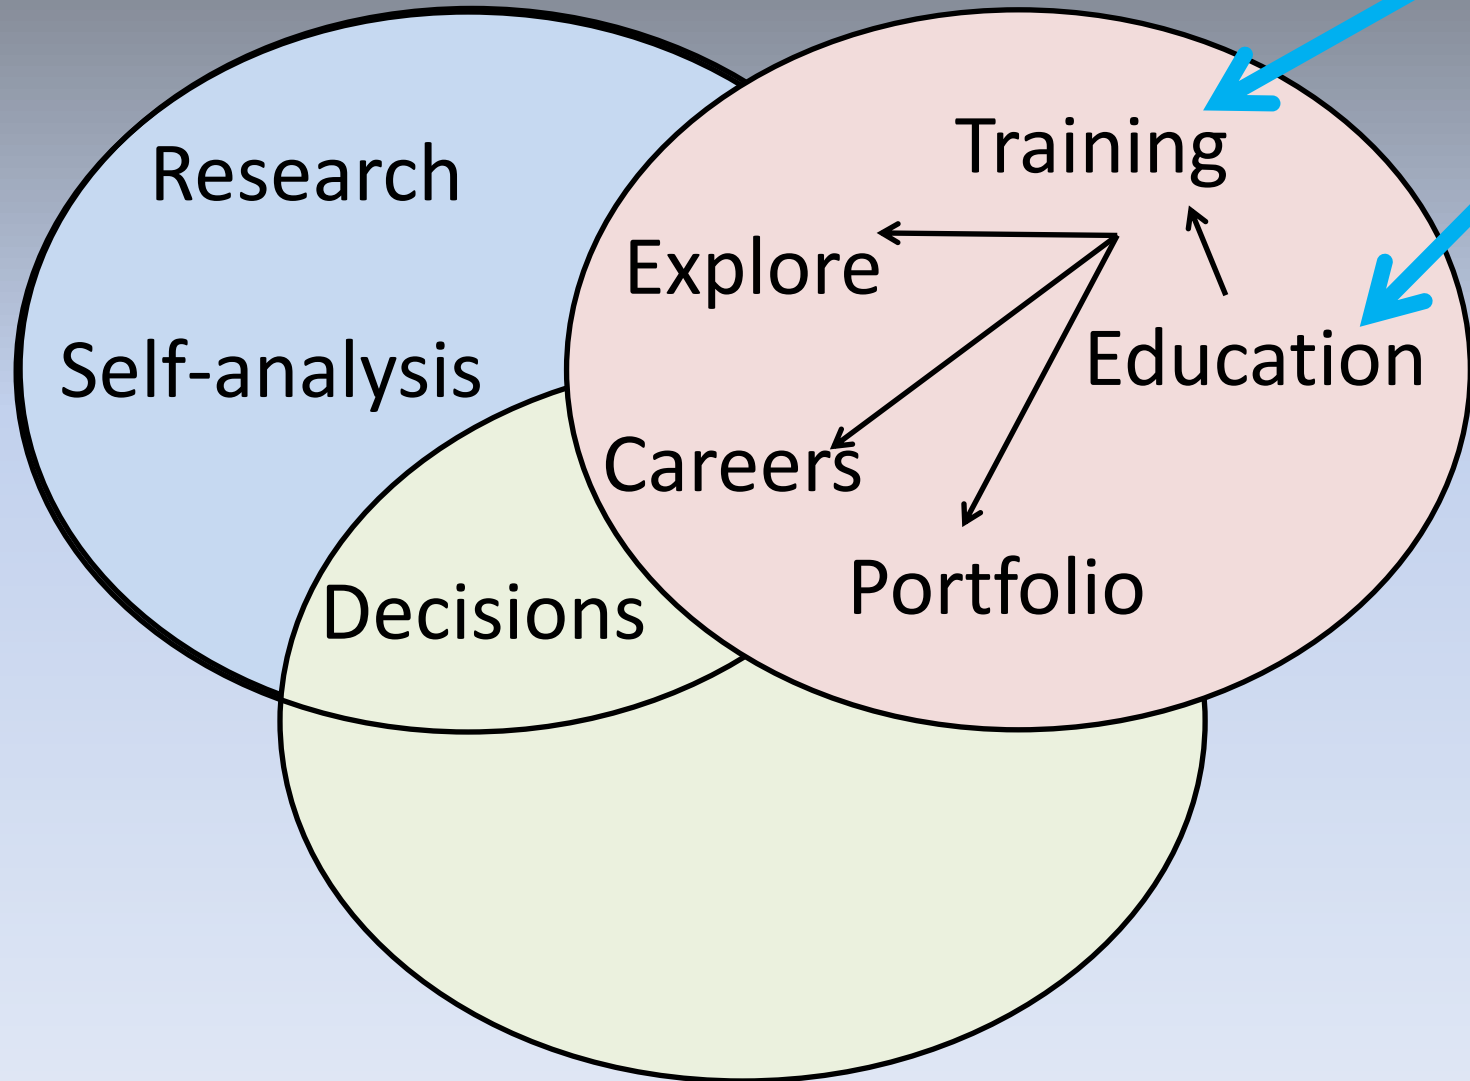 Research
Self-analysis
Decisions
Training
Explore
Education
Careers
Portfolio